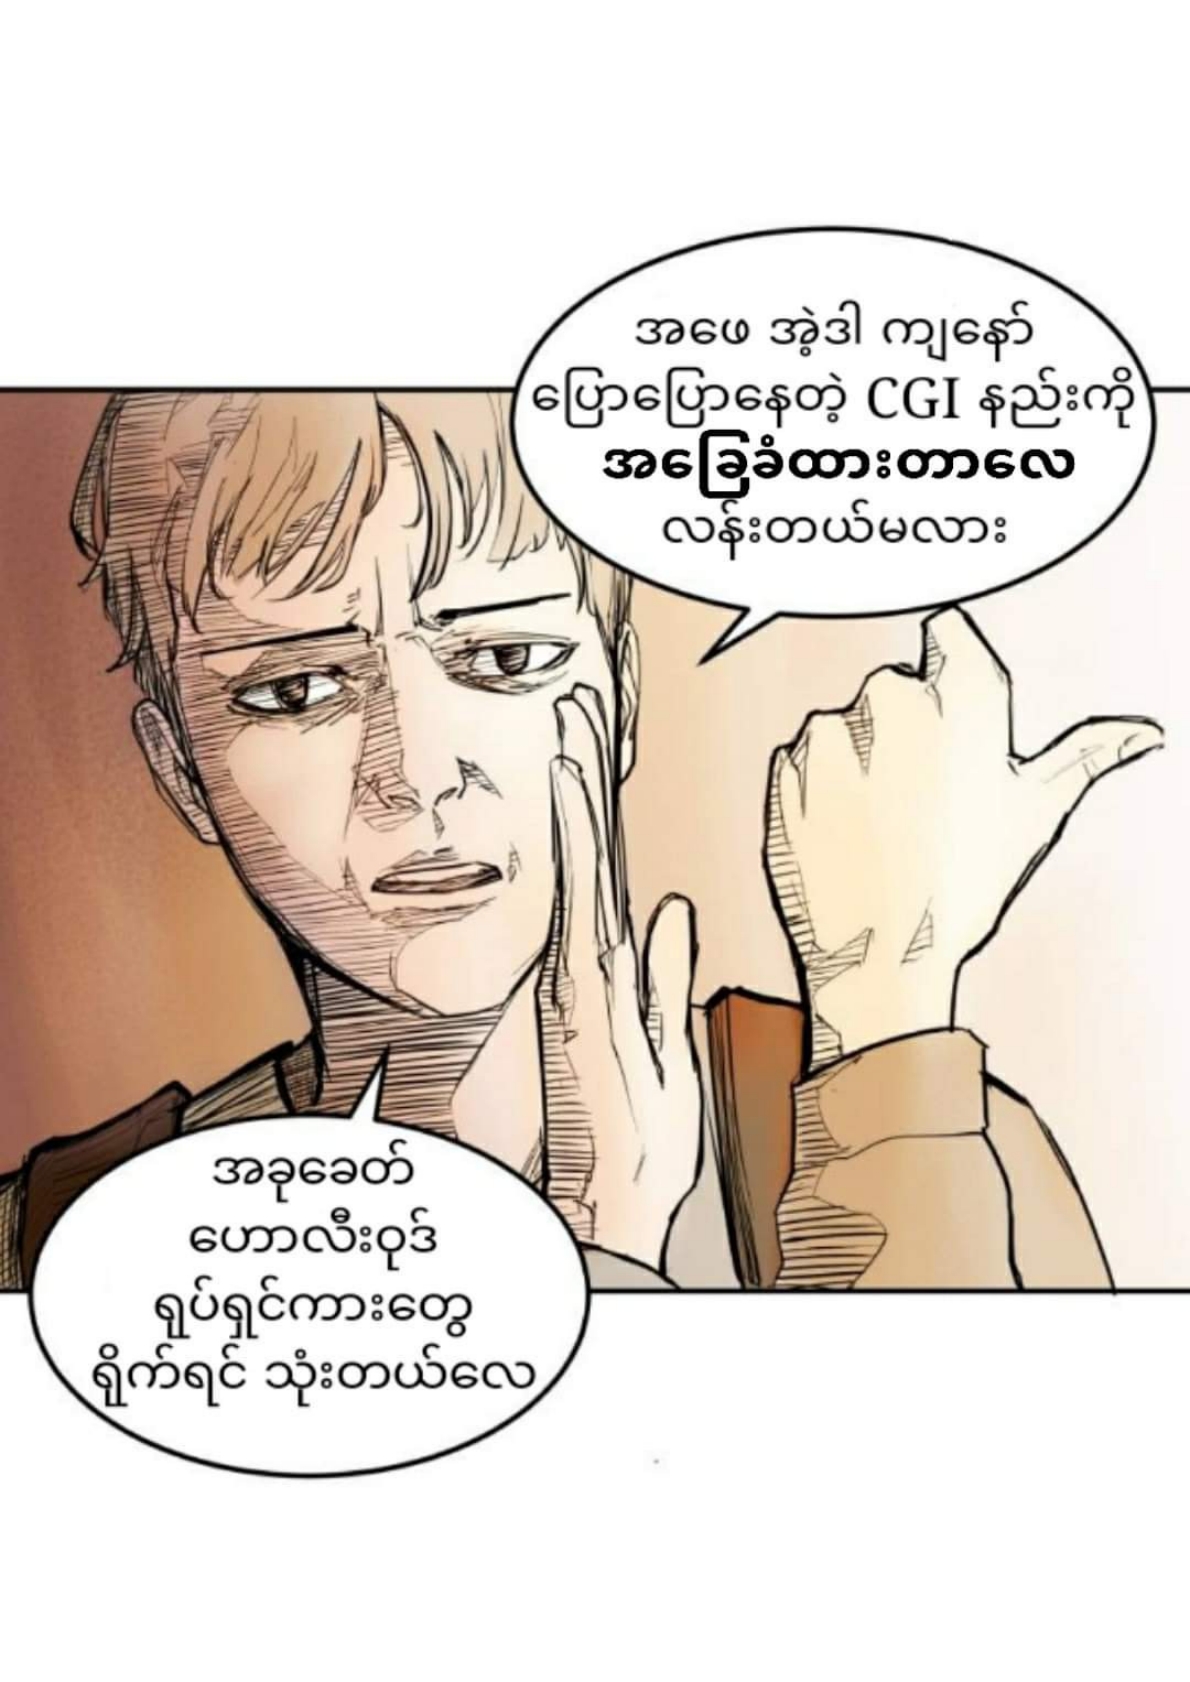 အဖေ အဲ့ဒါ ကျနော်
ပြောပြောနေတဲ့ CGI နည်းကို
အခြေခံထားတာလေ
လန်းတယ်မလား
အခုခေတ်
ဟောလီးဝုဒ်
ရုပ်ရှင်ကားတွေ
ရိုက်ရင် သုံးတယ်လေ